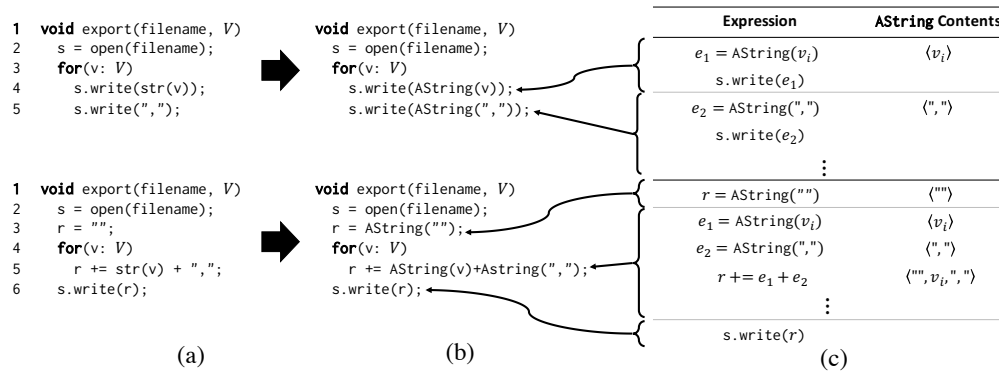 1 void export(filename, V)
2 s = open(filename);
3 for(v: V)
4 s.write(str(v));
5 s.write(",");
void export(filename, V)
s = open(filename);
for(v: V)
s.write(AString(v));
s.write(AString(","));
1 void export(filename, V)
2 s = open(filename);
3 r = "";
4 for(v: V)
5 r += str(v) + ",";
6 s.write(r);
void export(filename, V)
s = open(filename);
r = AString("");
for(v: V)
r += AString(v)+Astring(",");
s.write(r);
Expression AString Contents
e₁ = AString(vᵢ) ⟨vᵢ⟩
s.write(e₁)
e₂ = AString(",") ⟨","⟩
s.write(e₂)
⋮
r = AString("") ⟨""⟩
e₁ = AString(vᵢ) ⟨vᵢ⟩
e₂ = AString(",") ⟨","⟩
r += e₁ + e₂ ⟨"",vᵢ,","⟩
⋮
s.write(r)
(a) (b) (c)